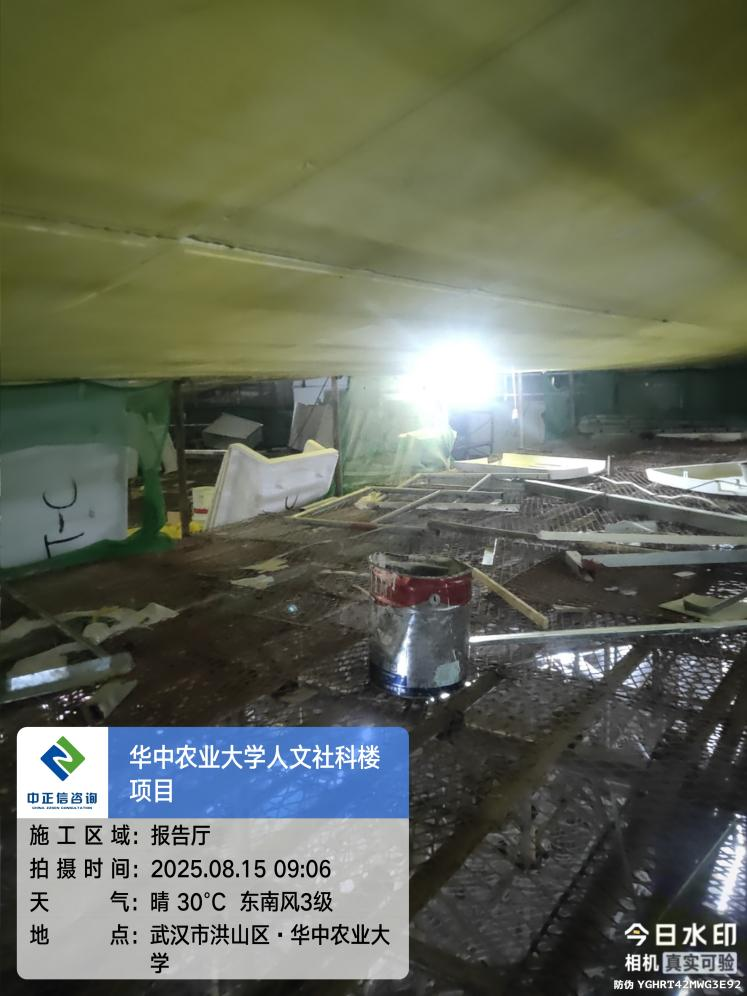 T-C
中正信咨询
华中农业大学人文社科楼
项目
施工区域: 报告厅
拍摄时间: 2025.08.15 09:06
天气: 晴 30℃ 东南风3级
地点: 武汉市洪山区·华中农业大
学
今日水印
相机 真实可验
防伪 YGHRT42MWG3E92